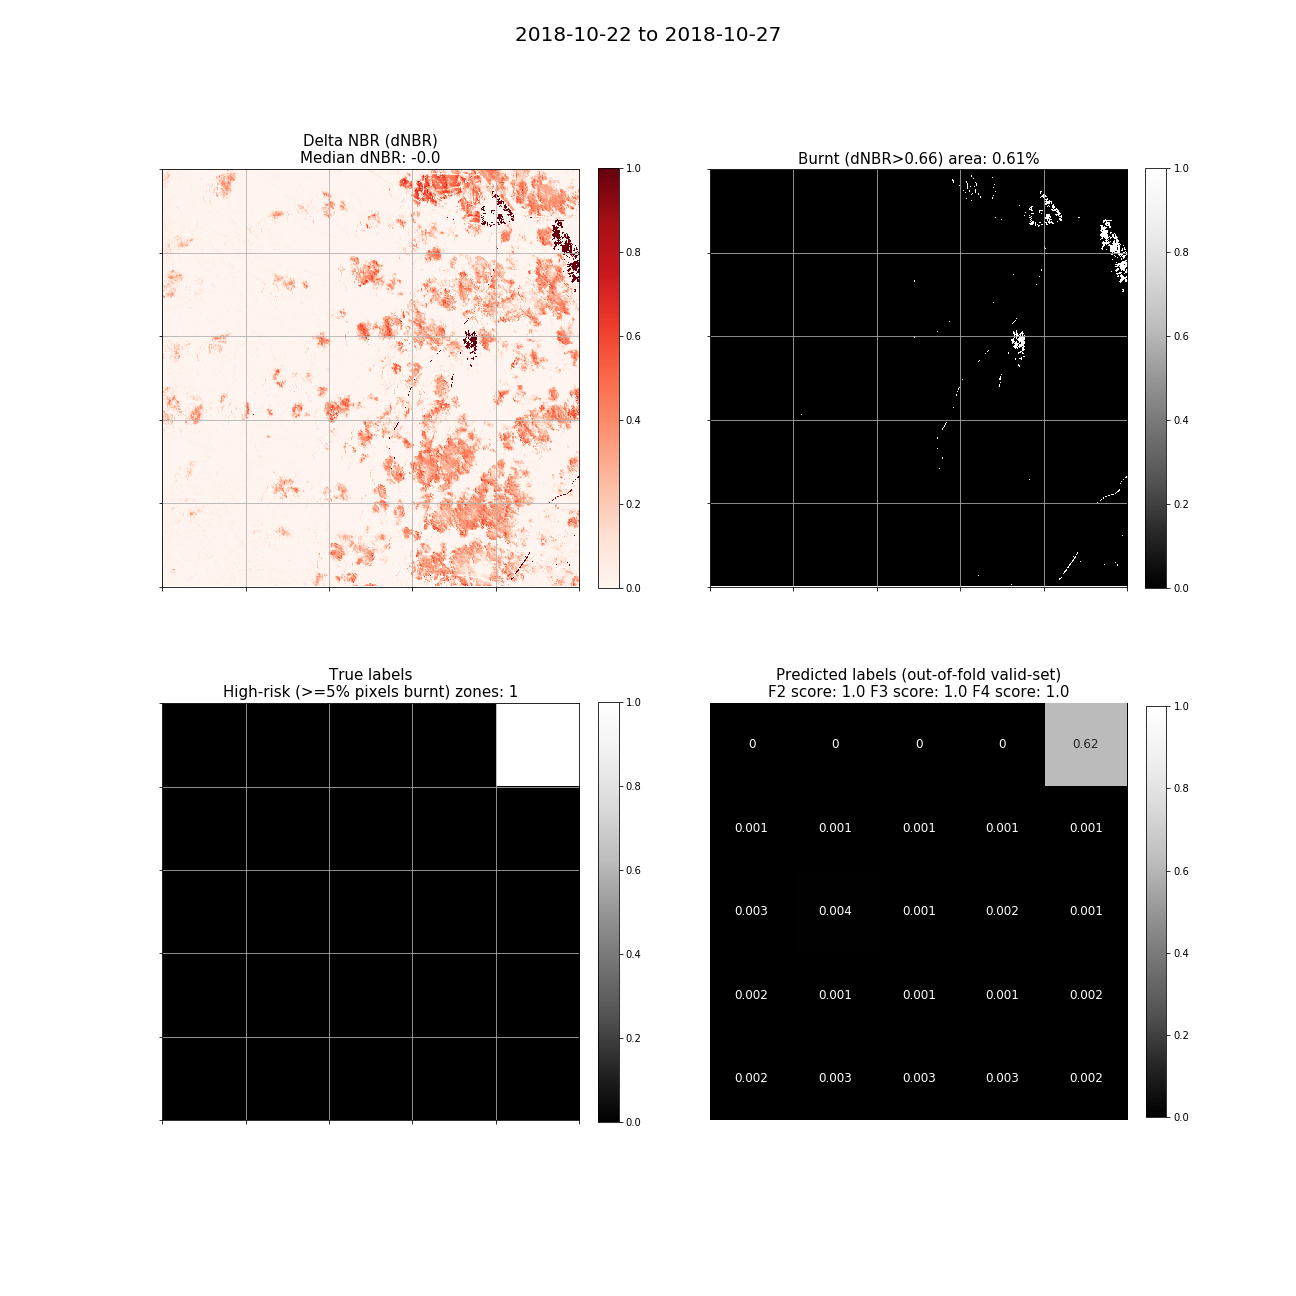 2018-10-22 to 2018-10-27
Delta NBR (dNBR)
Median dNBR: -0.0
1.0
0.8
0.6
0.4
0.2
0.0
Burnt (dNBR>0.66) area: 0.61%
1.0
0.8
0.6
0.4
0.2
0.0
True labels
High-risk (>=5% pixels burnt) zones: 1
1.0
0.8
0.6
0.4
0.2
0.0
Predicted labels (out-of-fold valid-set)
F2 score: 1.0 F3 score: 1.0 F4 score: 1.0
0 0 0 0 0.62
0.001 0.001 0.001 0.001 0.001
0.003 0.004 0.001 0.002 0.001
0.002 0.001 0.001 0.001 0.002
0.002 0.003 0.003 0.003 0.002
1.0
0.8
0.6
0.4
0.2
0.0